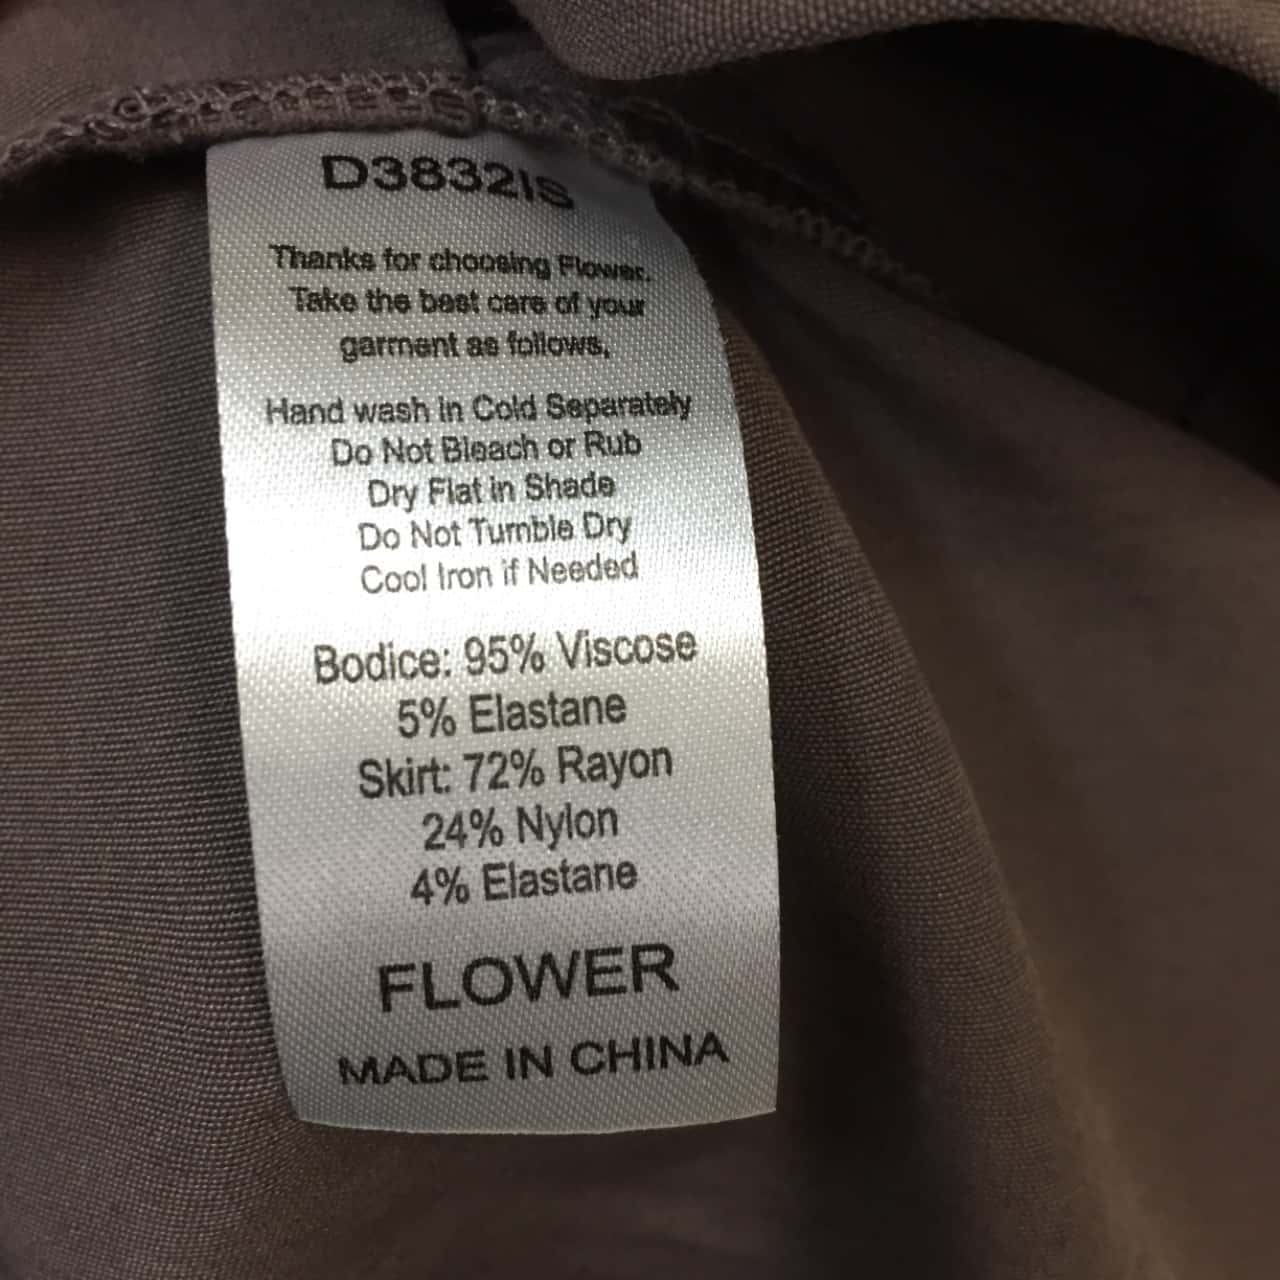 D3832IS
Thanks for choosing Flower.
Take the best care of your
garment as follows,
Hand wash in Cold Separately
Do Not Bleach or Rub
Dry Flat in Shade
Do Not Tumble Dry
Cool Iron if Needed
Bodice: 95% Viscose
5% Elastane
Skirt: 72% Rayon
24% Nylon
4% Elastane
FLOWER
MADE IN CHINA